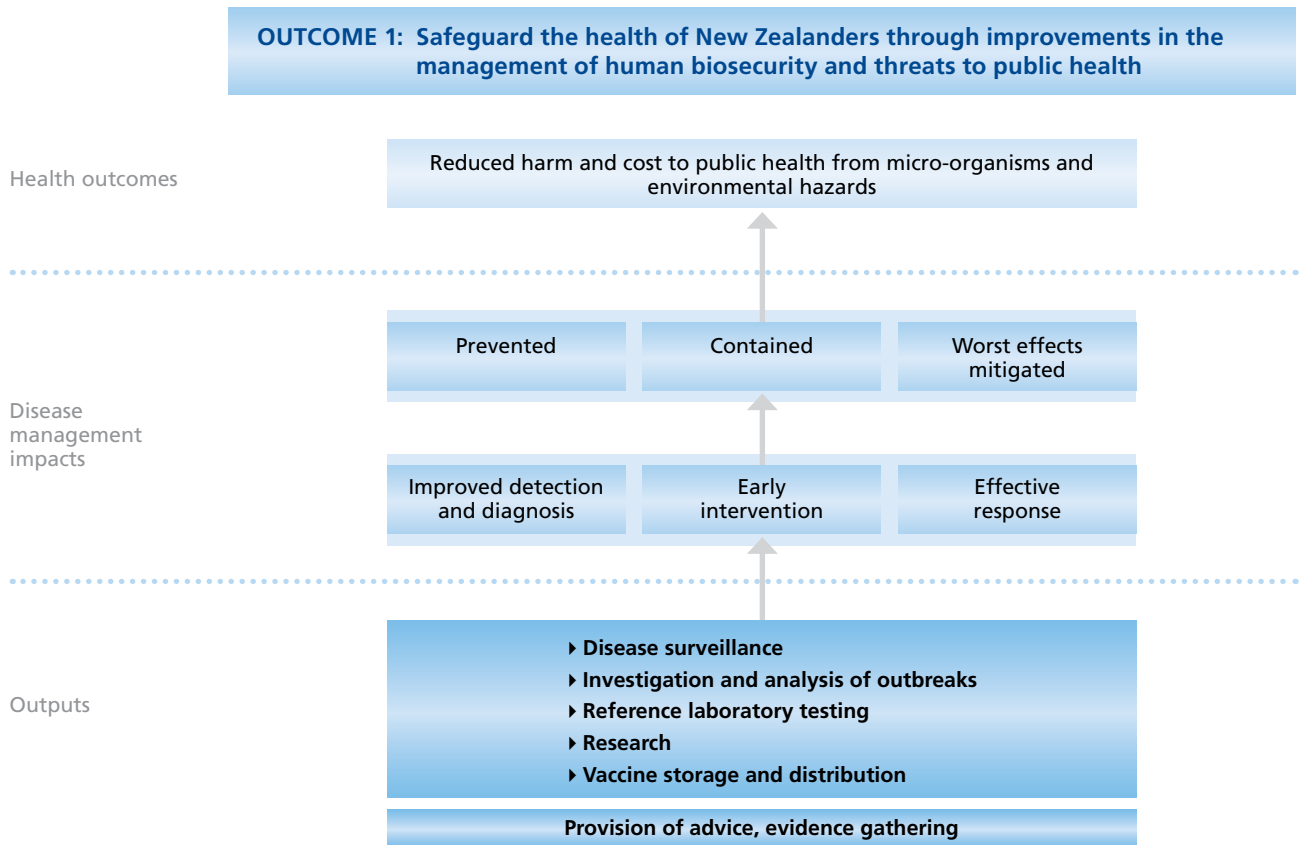 OUTCOME 1: Safeguard the health of New Zealanders through improvements in the
management of human biosecurity and threats to public health
Health outcomes
Reduced harm and cost to public health from micro-organisms and
environmental hazards
Disease
management
impacts
Prevented
Contained
Worst effects
mitigated
Improved detection
and diagnosis
Early
intervention
Effective
response
Outputs
Disease surveillance
Investigation and analysis of outbreaks
Reference laboratory testing
Research
Vaccine storage and distribution
Provision of advice, evidence gathering